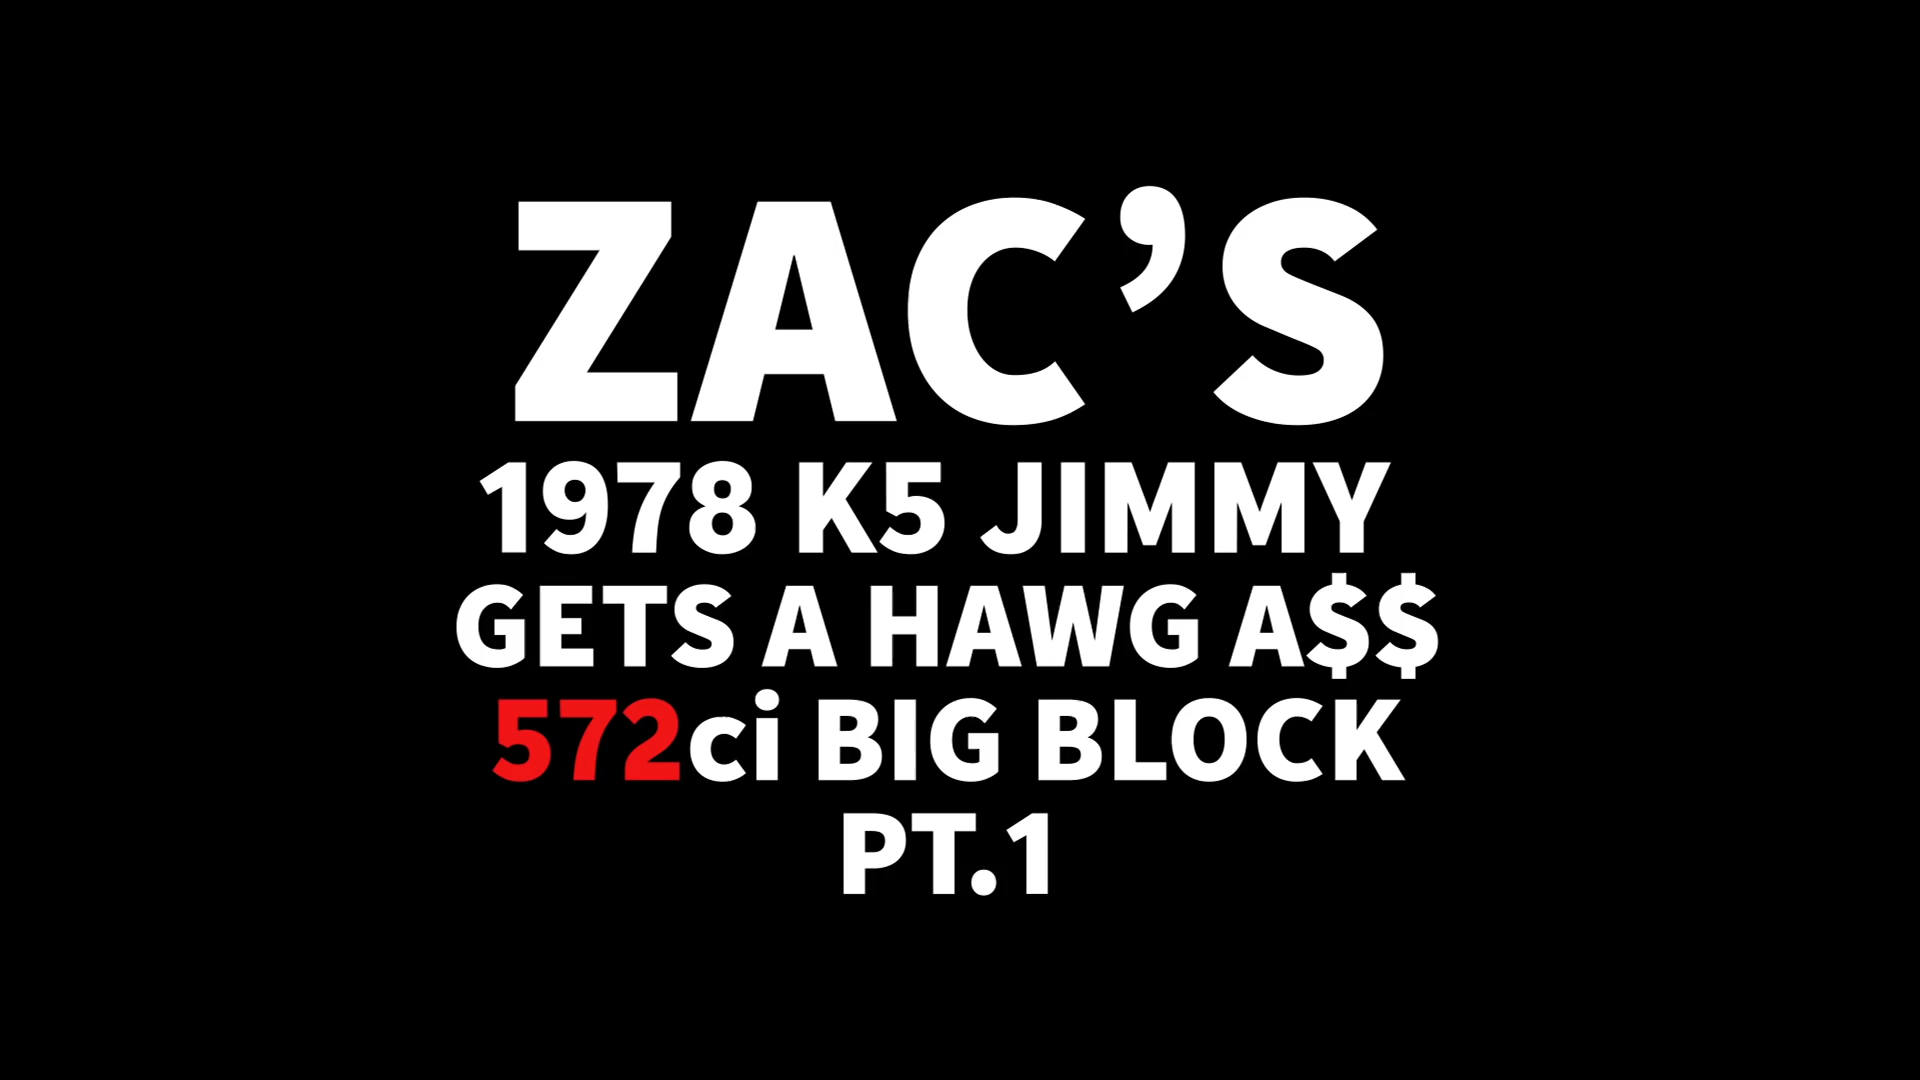 ZAC’S
1978 K5 JIMMY
GETS A HAWG A$$
572ci BIG BLOCK
PT.1